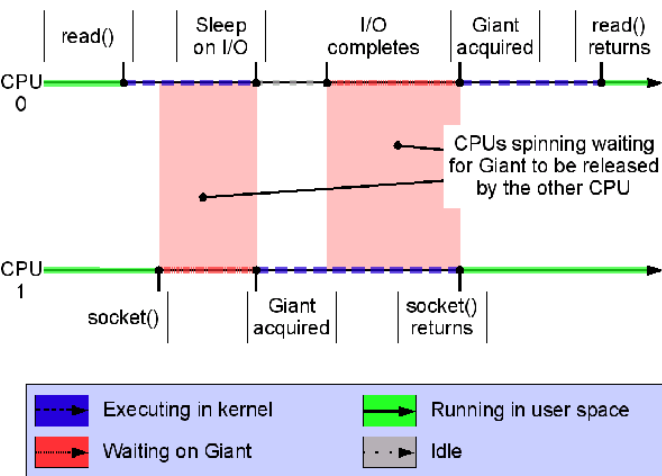 read()
Sleep
on I/O
I/O
completes
Giant
acquired
read()
returns
CPU
0
CPUs spinning waiting
for Giant to be released
by the other CPU
CPU
1
socket()
Giant
acquired
socket()
returns
Executing in kernel
Running in user space
Waiting on Giant
Idle